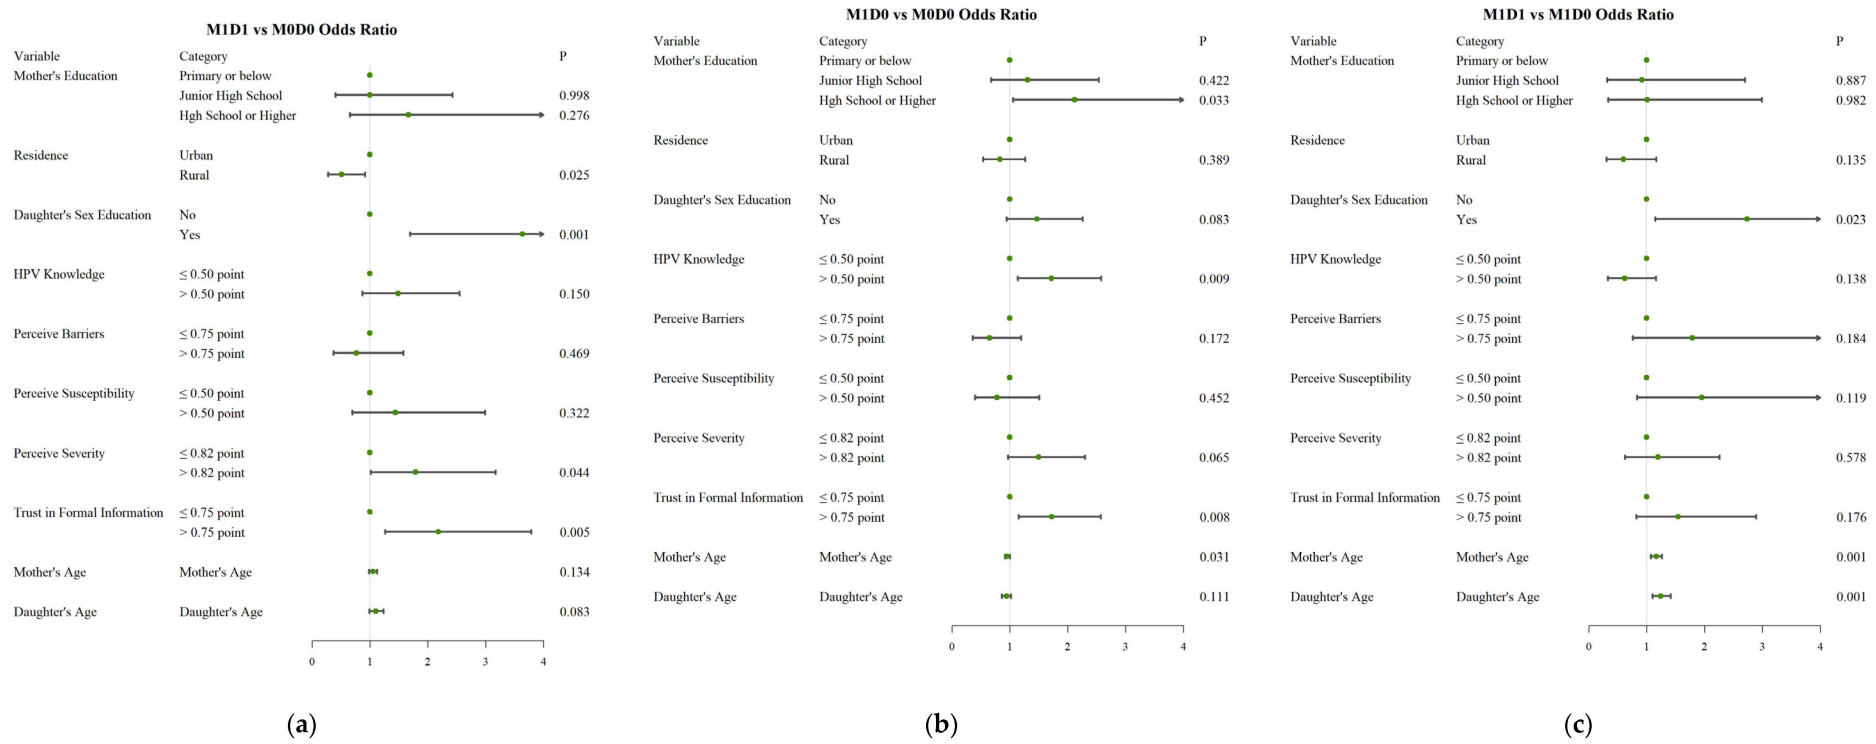 M1D1 vs M0D0 Odds Ratio
Variable Category P
Mother's Education Primary or below
Junior High School 0.998
Hgh School or Higher 0.276
Residence Urban
Rural 0.025
Daughter's Sex Education No
Yes 0.001
HPV Knowledge ≤ 0.50 point
> 0.50 point 0.150
Perceive Barriers ≤ 0.75 point
> 0.75 point 0.469
Perceive Susceptibility ≤ 0.50 point
> 0.50 point 0.322
Perceive Severity ≤ 0.82 point
> 0.82 point 0.044
Trust in Formal Information ≤ 0.75 point
> 0.75 point 0.005
Mother's Age Mother's Age 0.134
Daughter's Age Daughter's Age 0.083
0 1 2 3 4
(a)
M1D0 vs M0D0 Odds Ratio
Variable Category P
Mother's Education Primary or below
Junior High School 0.422
Hgh School or Higher 0.033
Residence Urban
Rural 0.389
Daughter's Sex Education No
Yes 0.083
HPV Knowledge ≤ 0.50 point
> 0.50 point 0.009
Perceive Barriers ≤ 0.75 point
> 0.75 point 0.172
Perceive Susceptibility ≤ 0.50 point
> 0.50 point 0.452
Perceive Severity ≤ 0.82 point
> 0.82 point 0.065
Trust in Formal Information ≤ 0.75 point
> 0.75 point 0.008
Mother's Age Mother's Age 0.031
Daughter's Age Daughter's Age 0.111
0 1 2 3 4
(b)
M1D1 vs M1D0 Odds Ratio
Variable Category P
Mother's Education Primary or below
Junior High School 0.887
Hgh School or Higher 0.982
Residence Urban
Rural 0.135
Daughter's Sex Education No
Yes 0.023
HPV Knowledge ≤ 0.50 point
> 0.50 point 0.138
Perceive Barriers ≤ 0.75 point
> 0.75 point 0.184
Perceive Susceptibility ≤ 0.50 point
> 0.50 point 0.119
Perceive Severity ≤ 0.82 point
> 0.82 point 0.578
Trust in Formal Information ≤ 0.75 point
> 0.75 point 0.176
Mother's Age Mother's Age 0.001
Daughter's Age Daughter's Age 0.001
0 1 2 3 4
(c)